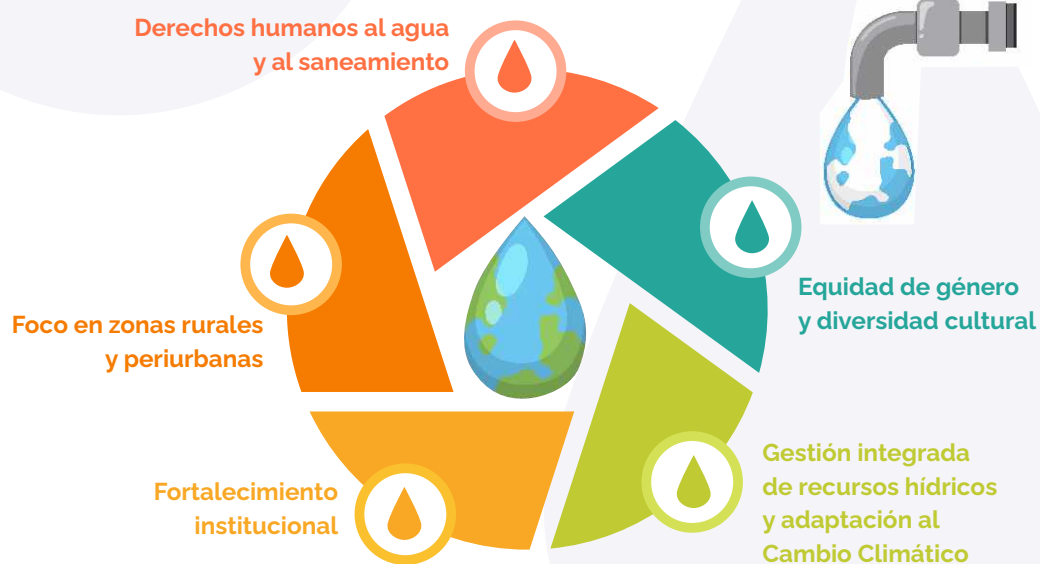 Derechos humanos al agua
y al saneamiento
Equidad de género
y diversidad cultural
Foco en zonas rurales
y periurbanas
Gestión integrada
de recursos hídricos
y adaptación al
Cambio Climático
Fortalecimiento
institucional